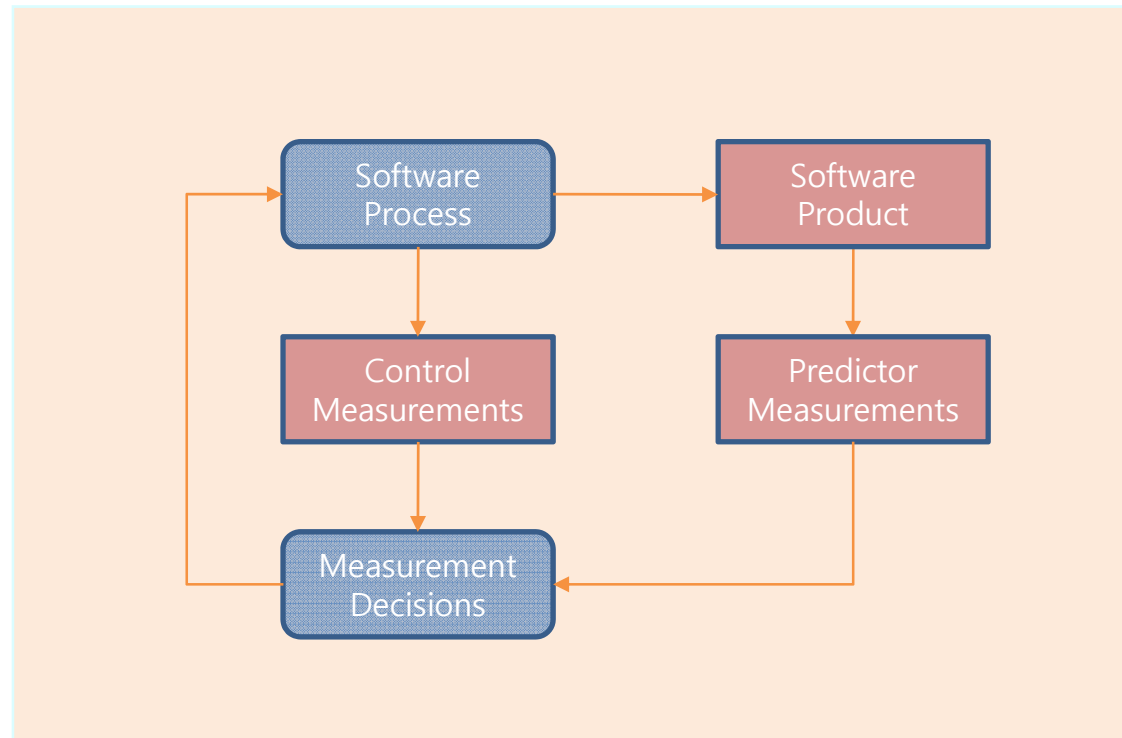 Software
Process
Software
Product
Control
Measurements
Predictor
Measurements
Measurement
Decisions